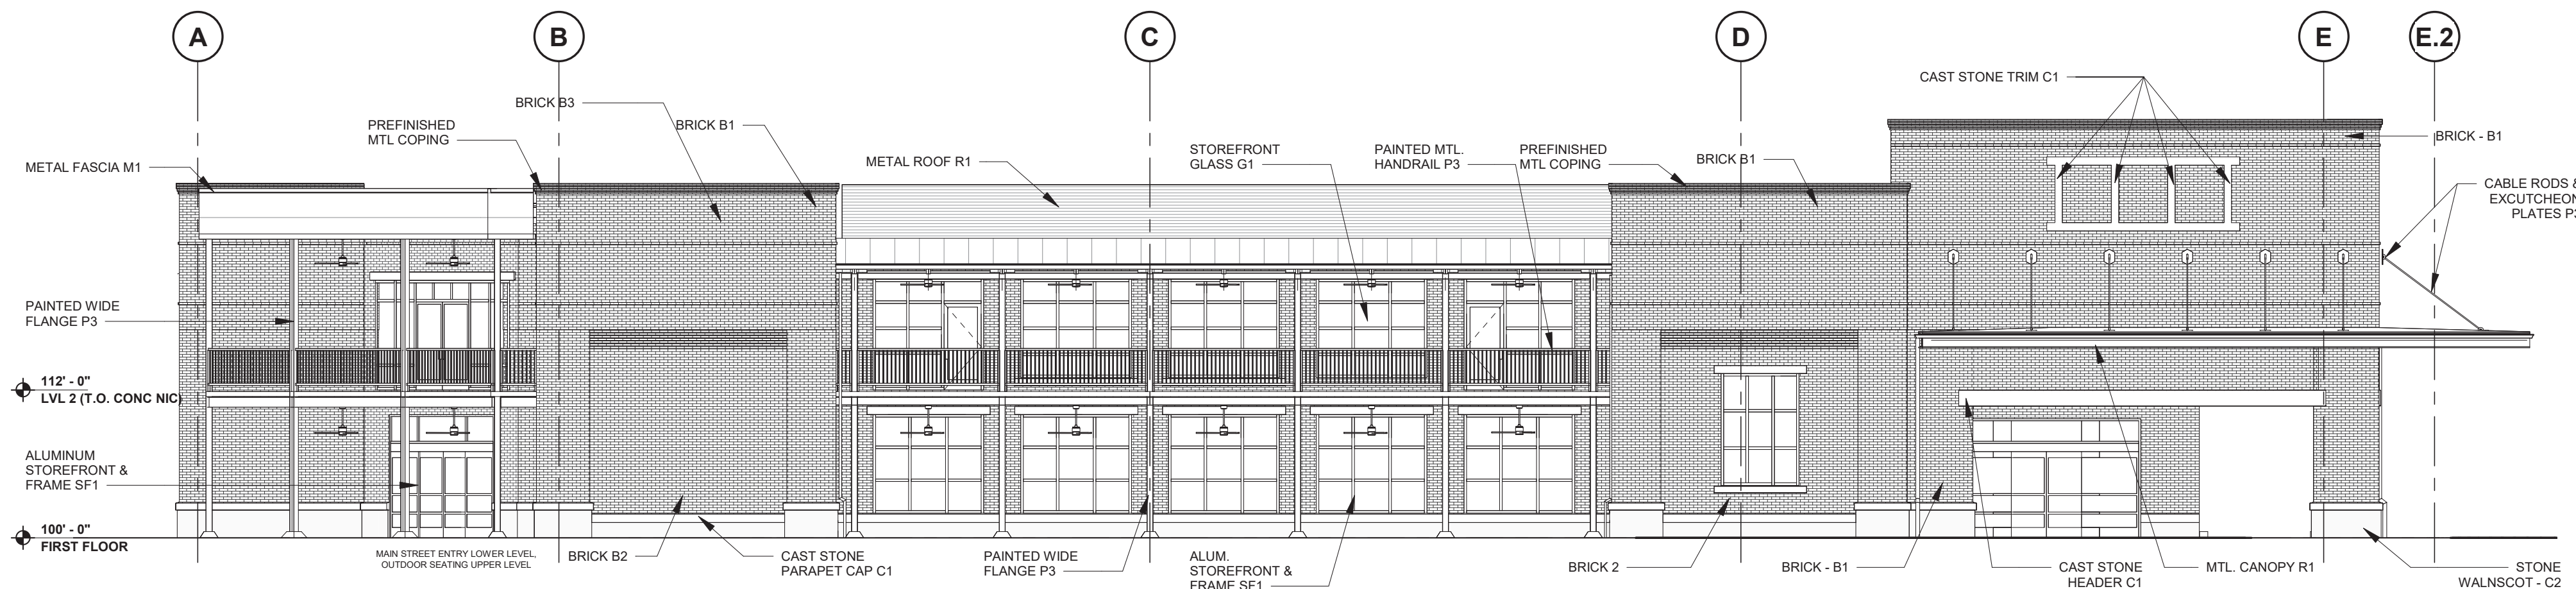 A
B
C
D
E
E.2
CAST STONE TRIM C1
BRICK B3
BRICK B1
PREFINISHED
MTL COPING
METAL FASCIA M1
METAL ROOF R1
STOREFRONT
GLASS G1
PAINTED MTL.
HANDRAIL P3
PREFINISHED
MTL COPING
BRICK B1
BRICK - B1
CABLE RODS &
EXCUTCHEON
PLATES P3
PAINTED WIDE
FLANGE P3
112' - 0"
LVL 2 (T.O. CONC NIC)
ALUMINUM
STOREFRONT &
FRAME SF1
100' - 0"
FIRST FLOOR
MAIN STREET ENTRY LOWER LEVEL,
OUTDOOR SEATING UPPER LEVEL
BRICK B2
CAST STONE
PARAPET CAP C1
PAINTED WIDE
FLANGE P3
ALUM.
STOREFRONT &
FRAME SF1
BRICK 2
BRICK - B1
CAST STONE
HEADER C1
MTL. CANOPY R1
STONE
WALNSCOT - C2